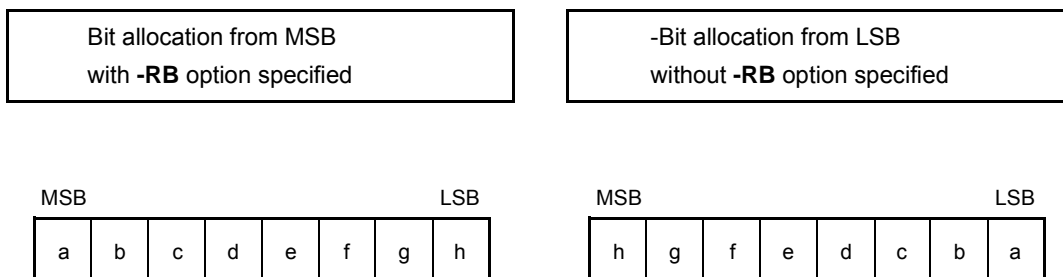 Bit allocation from MSB
with -RB option specified
-Bit allocation from LSB
without -RB option specified
MSB LSB
a b c d e f g h
MSB LSB
h g f e d c b a